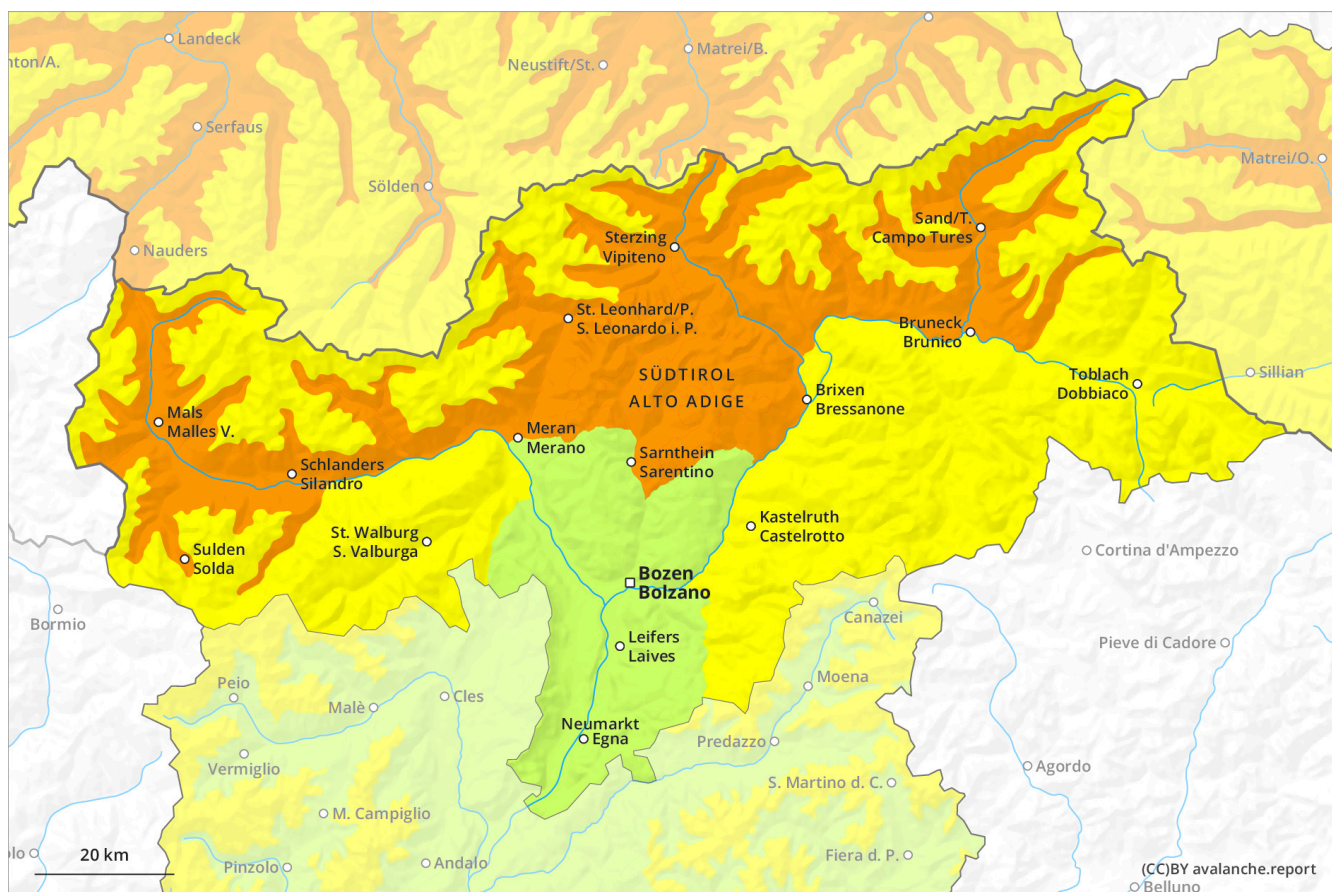 Landeck
nton/A.
Matrei/B.
Neustift/St.
Serfaus
Matrei/O.
Sölden
Nauders
Sterzing
Vipiteno
Sand/T.
Campo Tures
St. Leonhard/P.
S. Leonardo i. P.
Bruneck
Brunico
SÜDTIROL
ALTO ADIGE
Toblach
Dobbiaco
Sillian
Brixen
Bressanone
Mals
Malles V.
Meran
Merano
Sarnthein
Sarentino
Schlanders
Silandro
St. Walburg
S. Valburga
Kastelruth
Castelrotto
Sulden
Solda
Cortina d'Ampezzo
Bozen
Bolzano
Bormio
Canazei
Leifers
Laives
Pieve di Cadore
Peio
Moena
Malè
Cles
Neumarkt
Egna
Predazzo
Vermiglio
Agordo
S. Martino d. C.
M. Campiglio
olo
20 km
Pinzolo
Andalo
Fiera d. P.
(CC)BY avalanche.report
Belluno